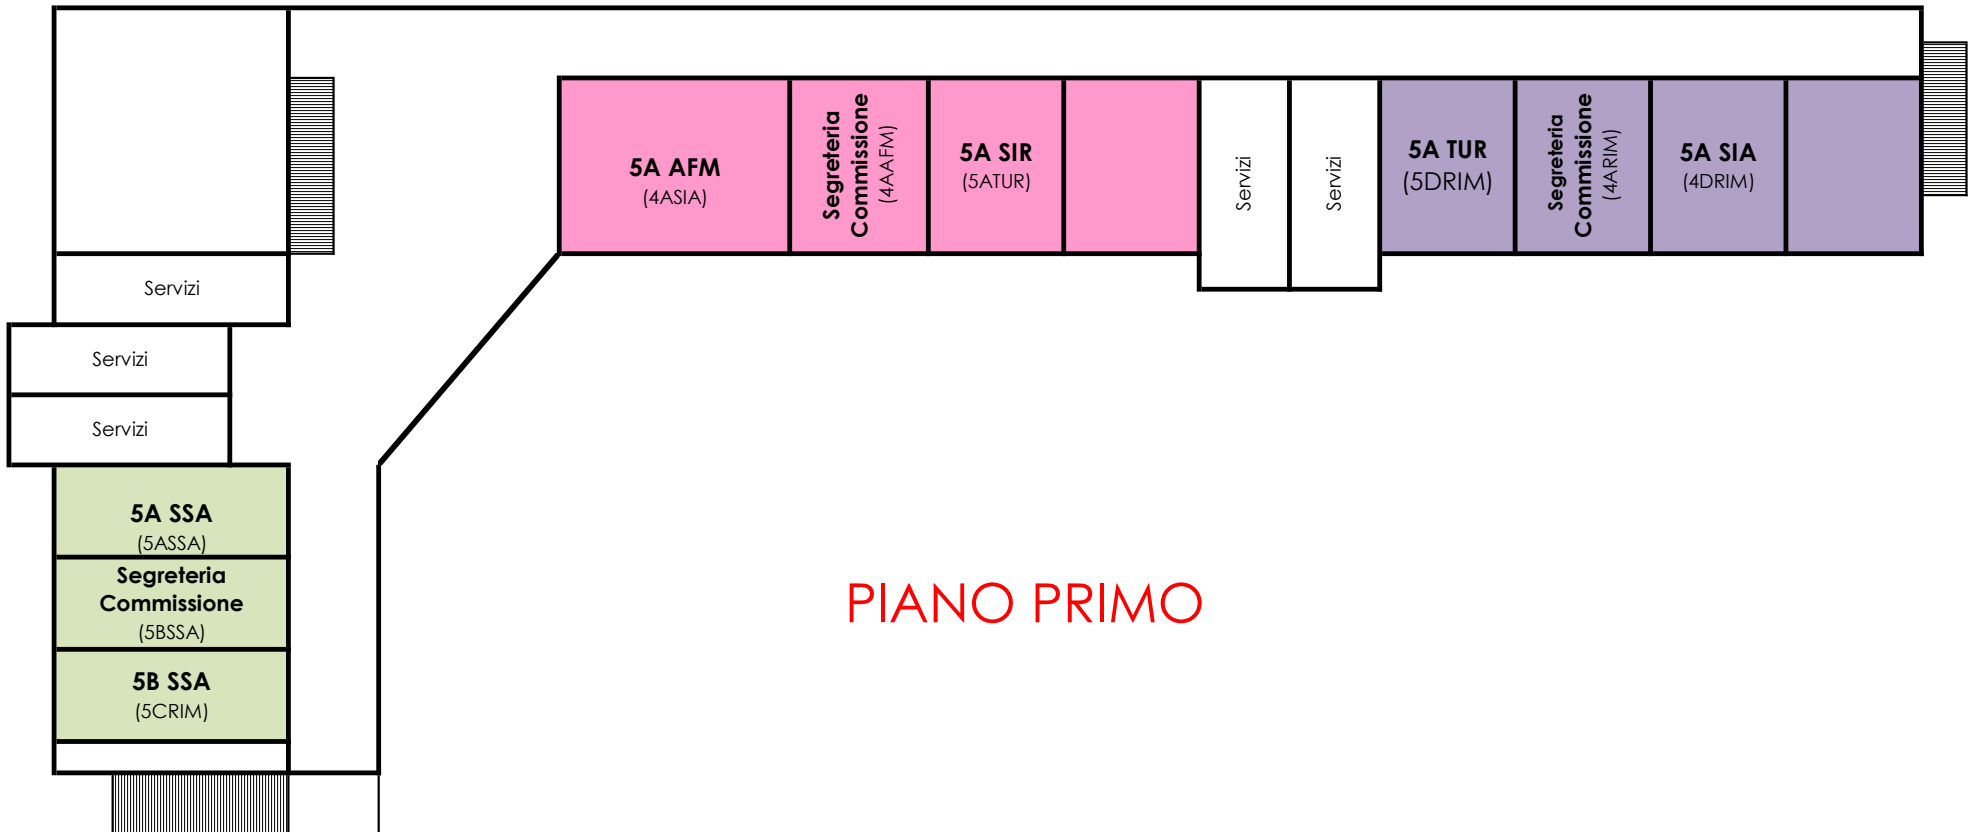 5A AFM
(4ASIA)
Segreteria
Commissione
(4AAFM)
5A SIR
(5ATUR)
Servizi
Servizi
5A TUR
(5DRIM)
Segreteria
Commissione
(4ARIM)
5A SIA
(4DRIM)
Servizi
Servizi
Servizi
5A SSA
(5ASSA)
Segreteria
Commissione
(5BSSA)
5B SSA
(5CRIM)
PIANO PRIMO